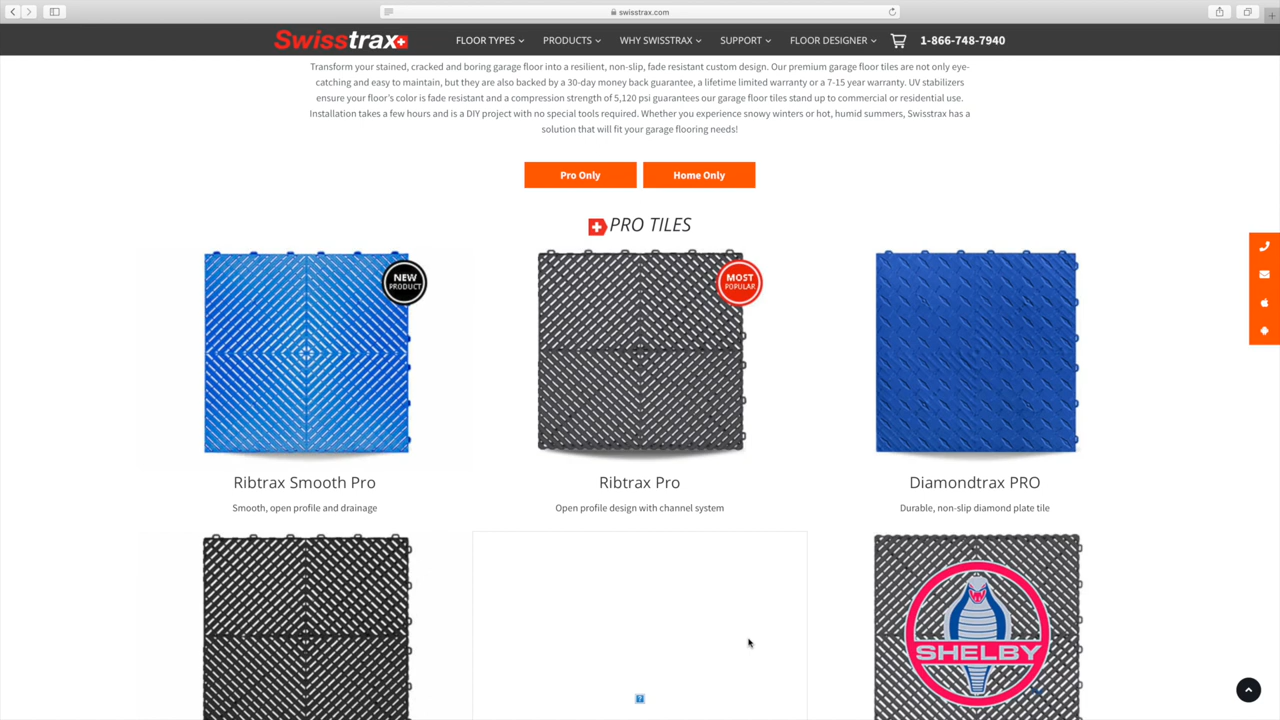 swisstrax.com
Swisstrax
FLOOR TYPES
PRODUCTS
WHY SWISSTRAX
SUPPORT
FLOOR DESIGNER
1-866-748-7940
Transform your stained, cracked and boring garage floor into a resilient, non-slip, fade resistant custom design. Our premium garage floor tiles are not only eye-
catching and easy to maintain, but they are also backed by a 30-day money back guarantee, a lifetime limited warranty or a 7-15 year warranty. UV stabilizers
ensure your floor's color is fade resistant and a compression strength of 5,120 psi guarantees our garage floor tiles stand up to commercial or residential use.
Installation takes a few hours and is a DIY project with no special tools required. Whether you experience snowy winters or hot, humid summers, Swisstrax has a
solution that will fit your garage flooring needs!
Pro Only
Home Only
PRO TILES
NEW
PRODUCT
MOST
POPULAR
Ribtrax Smooth Pro
Ribtrax Pro
Diamondtrax PRO
Smooth, open profile and drainage
Open profile design with channel system
Durable, non-slip diamond plate tile
SHELBY
?